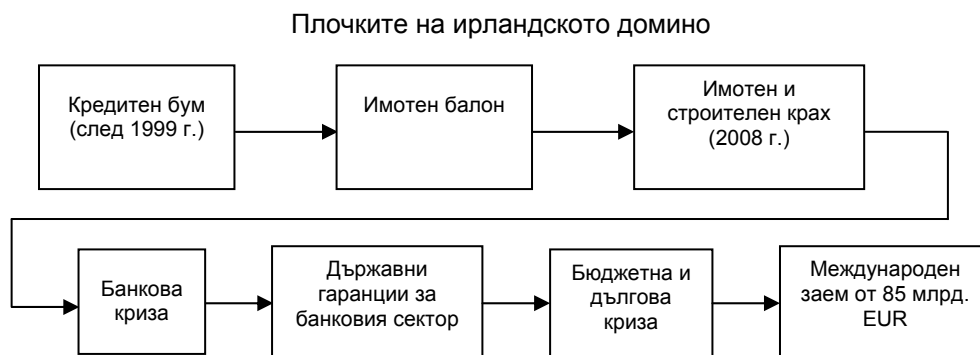 Плочките на ирландското домино
Кредитен бум
(след 1999 г.)
Имотен балон
Имотен и
строителен крах
(2008 г.)
Банкова
криза
Държавни
гаранции за
банковия сектор
Бюджетна и
дългова
криза
Международен
заем от 85 млрд.
EUR